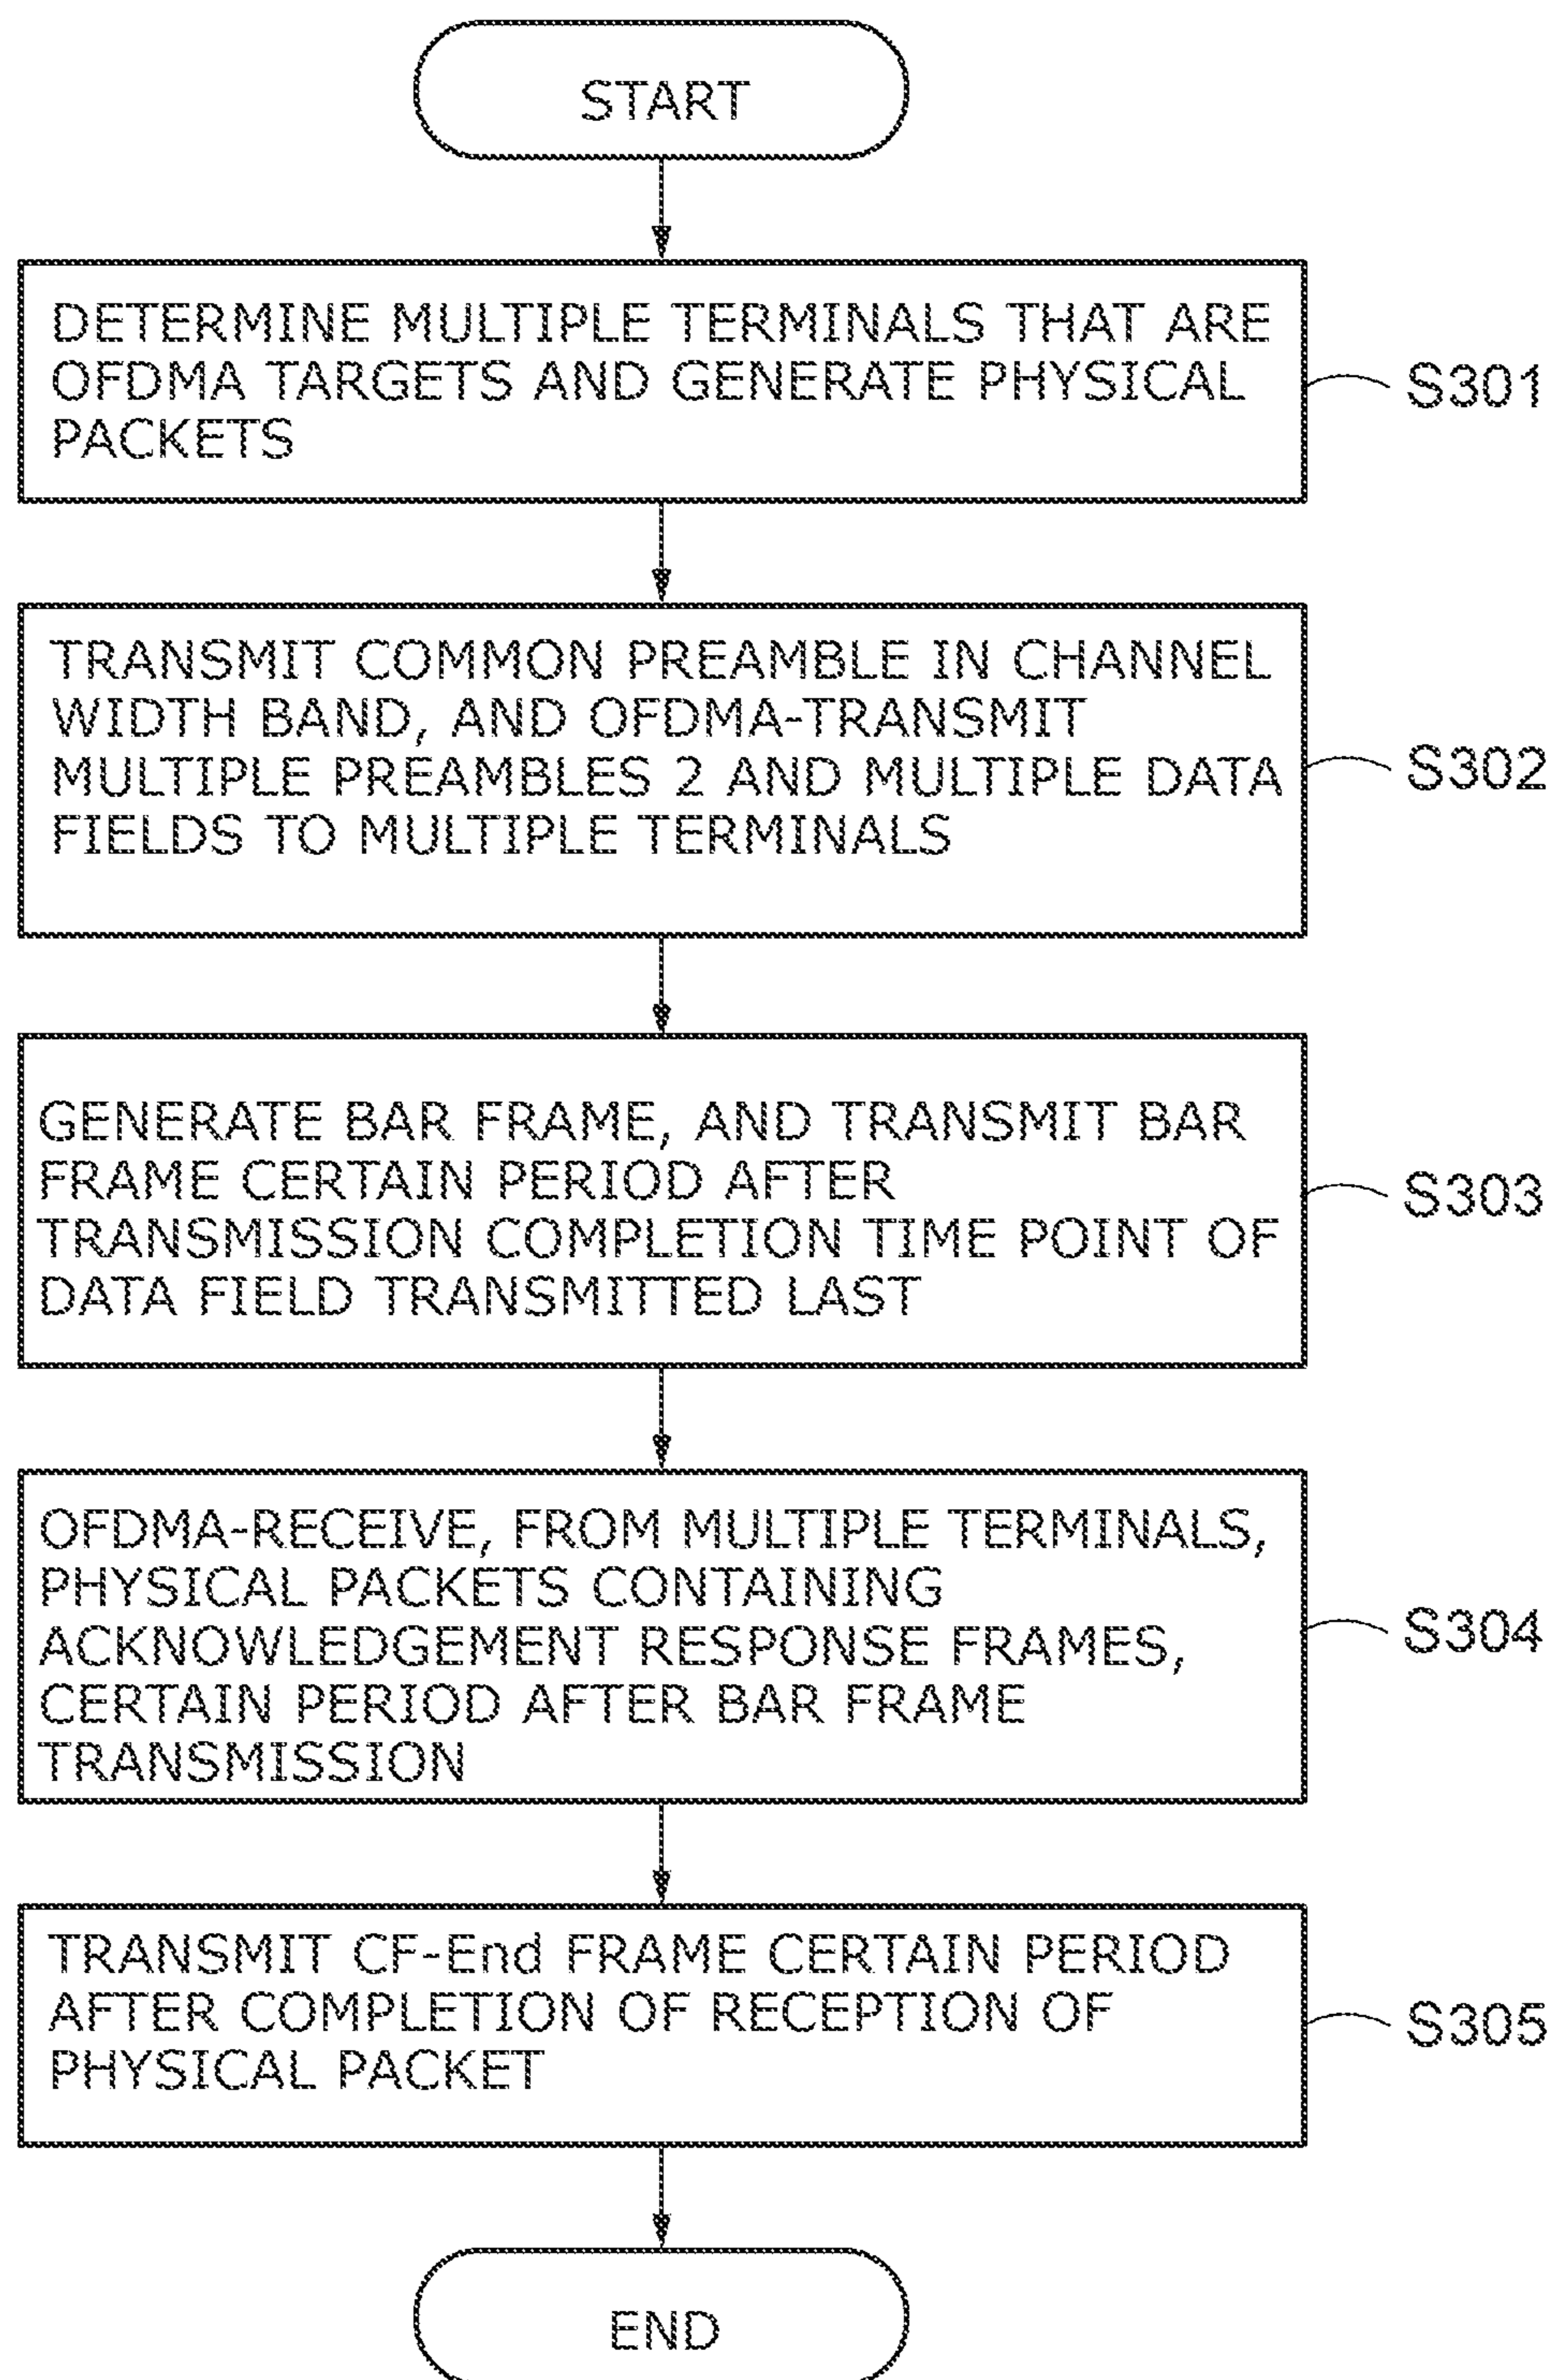 START
DETERMINE MULTIPLE TERMINALS THAT ARE
OFDMA TARGETS AND GENERATE PHYSICAL
PACKETS
S301
TRANSMIT COMMON PREAMBLE IN CHANNEL
WIDTH BAND, AND OFDMA-TRANSMIT
MULTIPLE PREAMBLES 2 AND MULTIPLE DATA
FIELDS TO MULTIPLE TERMINALS
S302
GENERATE BAR FRAME, AND TRANSMIT BAR
FRAME CERTAIN PERIOD AFTER
TRANSMISSION COMPLETION TIME POINT OF
DATA FIELD TRANSMITTED LAST
S303
OFDMA-RECEIVE, FROM MULTIPLE TERMINALS,
PHYSICAL PACKETS CONTAINING
ACKNOWLEDGEMENT RESPONSE FRAMES,
CERTAIN PERIOD AFTER BAR FRAME
TRANSMISSION
S304
TRANSMIT CF-End FRAME CERTAIN PERIOD
AFTER COMPLETION OF RECEPTION OF
PHYSICAL PACKET
S305
END